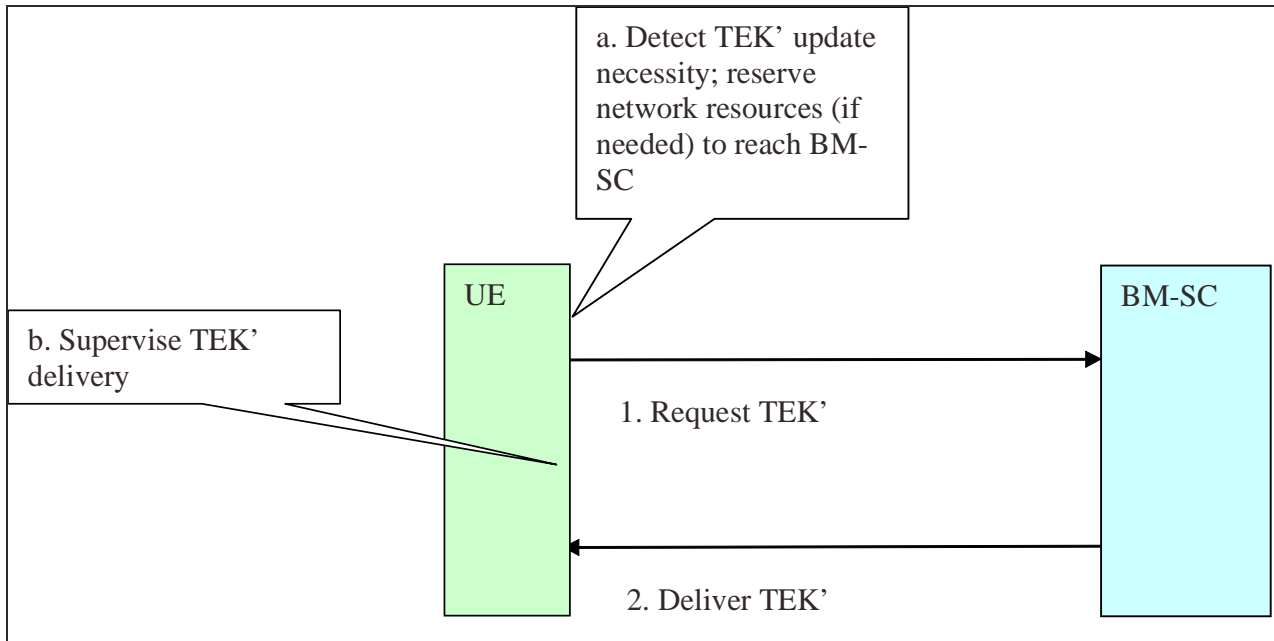 a. Detect TEK’ update
necessity; reserve
network resources (if
needed) to reach BM-
SC
UE
BM-SC
b. Supervise TEK’
delivery
1. Request TEK’
2. Deliver TEK’